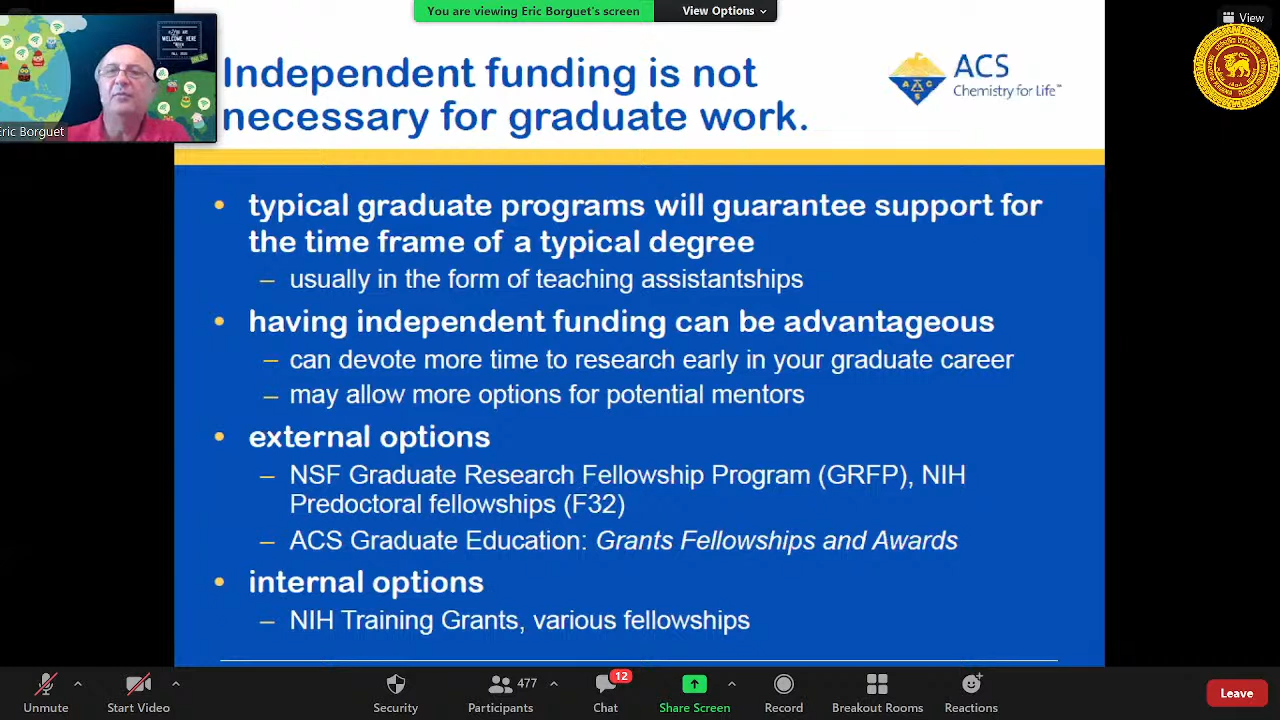 You are viewing Eric Borguet's screen
View Options
View
WELCOME HERE
Eric Borguet
Independent funding is not
necessary for graduate work.
ACS
Chemistry for Life™
A C S
• typical graduate programs will guarantee support for
the time frame of a typical degree
– usually in the form of teaching assistantships
• having independent funding can be advantageous
– can devote more time to research early in your graduate career
– may allow more options for potential mentors
• external options
– NSF Graduate Research Fellowship Program (GRFP), NIH
Predoctoral fellowships (F32)
– ACS Graduate Education: Grants Fellowships and Awards
• internal options
– NIH Training Grants, various fellowships
Unmute
Start Video
Security
477
Participants
12
Chat
Share Screen
Record
Breakout Rooms
Reactions
Leave